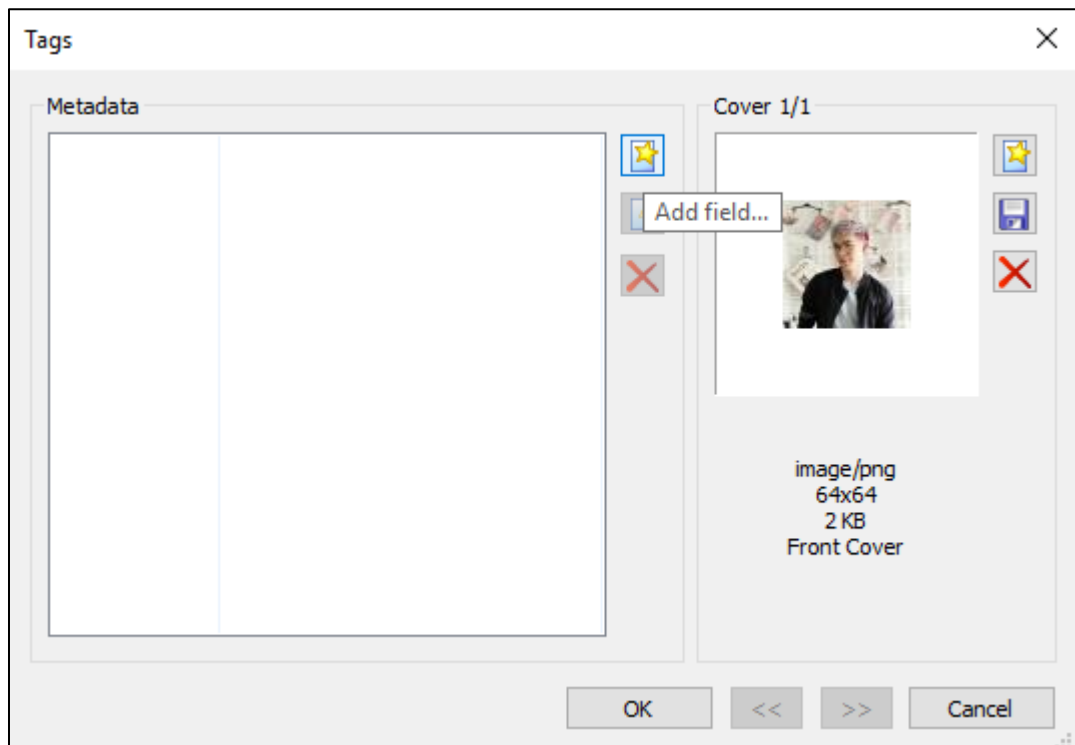 Tags
Metadata
Add field...
Cover 1/1
image/png
64x64
2 KB
Front Cover
OK
<<
>>
Cancel